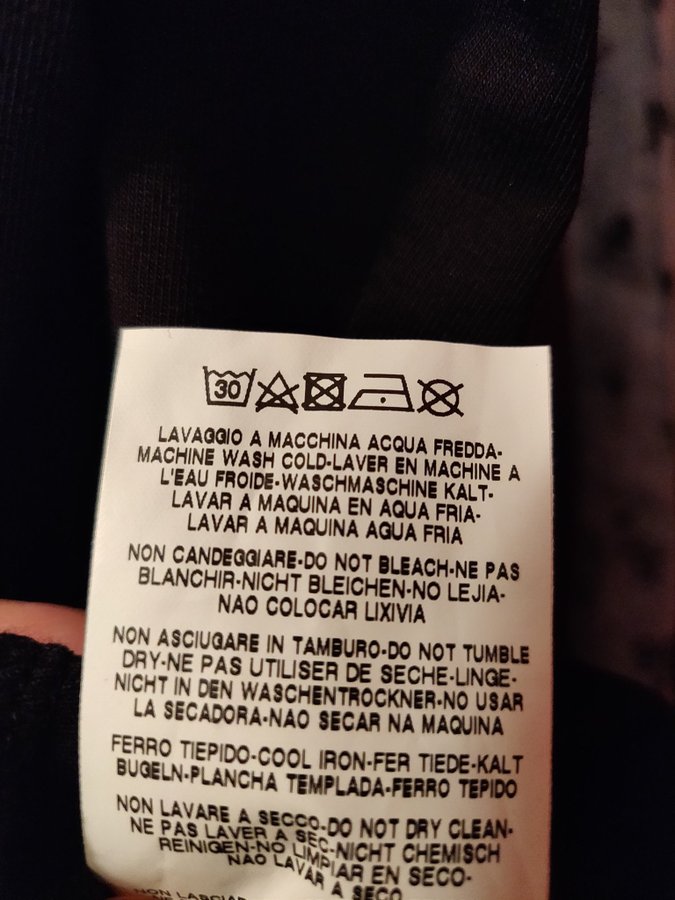 30
LAVAGGIO A MACCHINA ACQUA FREDDA-
MACHINE WASH COLD-LAVER EN MACHINE A
L'EAU FROIDE-WASCHMASCHINE KALT-
LAVAR A MAQUINA EN AQUA FRIA-
LAVAR A MAQUINA AGUA FRIA
NON CANDEGGIARE-DO NOT BLEACH-NE PAS
BLANCHIR-NICHT BLEICHEN-NO LEJIA-
NAO COLOCAR LIXIVIA
NON ASCIUGARE IN TAMBURO-DO NOT TUMBLE
DRY-NE PAS UTILISER DE SECHE-LINGE-
NICHT IN DEN WASCHENTROCKNER-NO USAR
LA SECADORA-NAO SECAR NA MAQUINA
FERRO TIEPIDO-COOL IRON-FER TIEDE-KALT
BUGELN-PLANCHA TEMPLADA-FERRO TEPIDO
NON LAVARE A SECCO-DO NOT DRY CLEAN-
NE PAS LAVER A SEC-NICHT CHEMISCH
REINIGEN-NO LIMPIAR EN SECO-
NAO LAVAR A SECO
NON LASCIAR